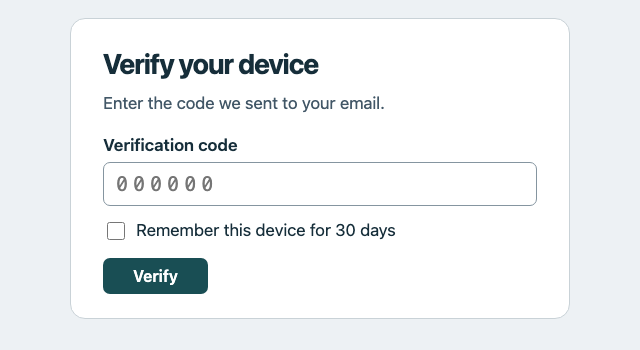 Verify your device
Enter the code we sent to your email.
Verification code
000000
Remember this device for 30 days
Verify